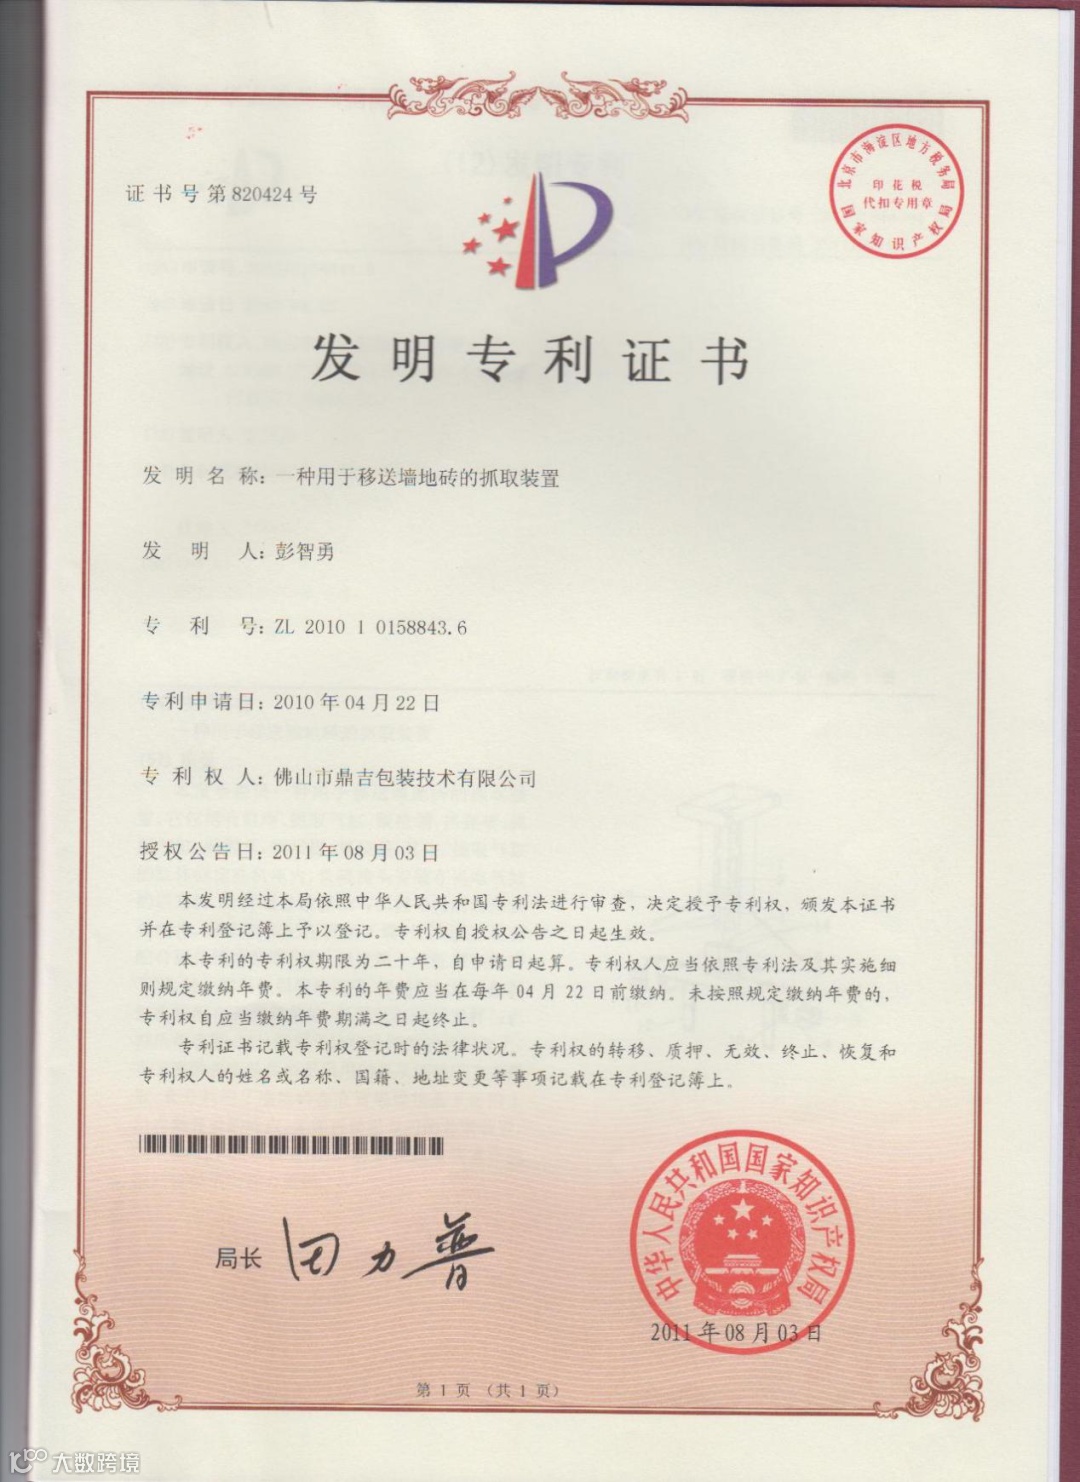 证书号第820424号
北京市海淀区地方税务局
印花税
代扣专用章
国家知识产权局
发明专利证书
发明名称:一种用于移送墙地砖的抓取装置
发明人:彭智勇
专利号:ZL 2010 1 0158843.6
专利申请日:2010年04月22日
专利权人:佛山市鼎吉包装技术有限公司
授权公告日:2011年08月03日
本发明经过本局依照中华人民共和国专利法进行审查,决定授予专利权,颁发本证书
并在专利登记簿上予以登记。专利权自授权公告之日起生效。
本专利的专利权期限为二十年,自申请日起算。专利权人应当依照专利法及其实施细
则规定缴纳年费。本专利的年费应当在每年04月22日前缴纳。未按照规定缴纳年费的,
专利权自应当缴纳年费期满之日起终止。
专利证书记载专利权登记时的法律状况。专利权的转移、质押、无效、终止、恢复和
专利权人的姓名或名称、国籍、地址变更等事项记载在专利登记簿上。
局长 田力普
中华人民共和国国家知识产权局
2011年08月03日
第1页(共1页)
大数跨境